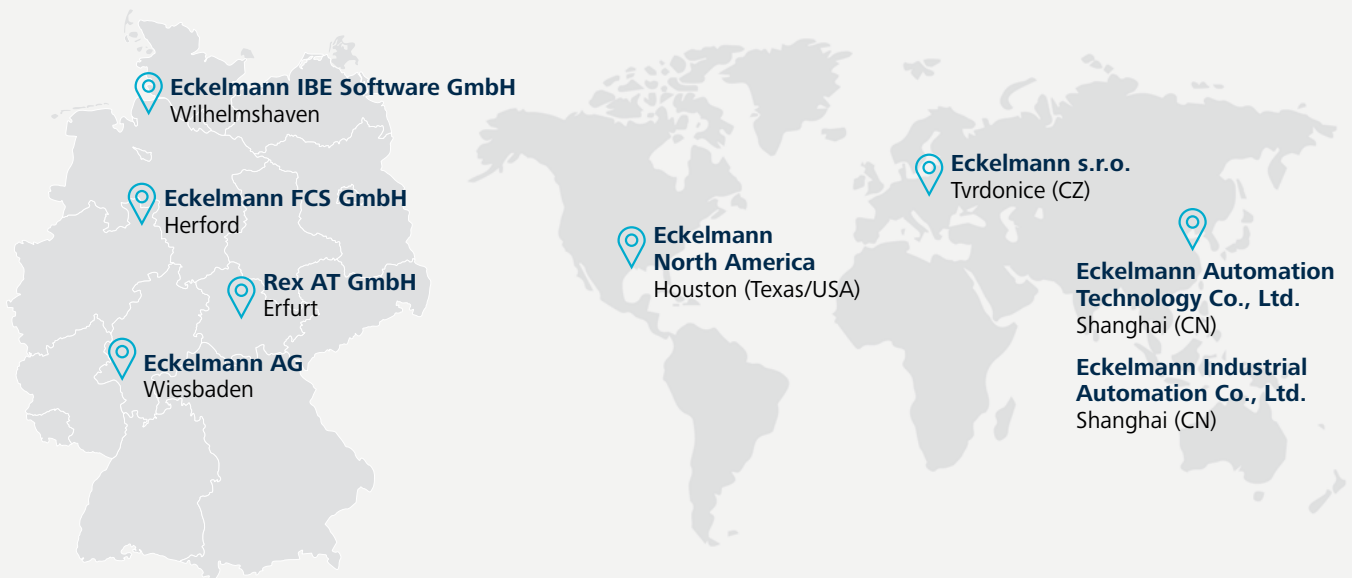 Eckelmann IBE Software GmbH
Wilhelmshaven
Eckelmann FCS GmbH
Herford
Rex AT GmbH
Erfurt
Eckelmann AG
Wiesbaden
Eckelmann
North America
Houston (Texas/USA)
Eckelmann s.r.o.
Tvrdonice (CZ)
Eckelmann Automation
Technology Co., Ltd.
Shanghai (CN)
Eckelmann Industrial
Automation Co., Ltd.
Shanghai (CN)